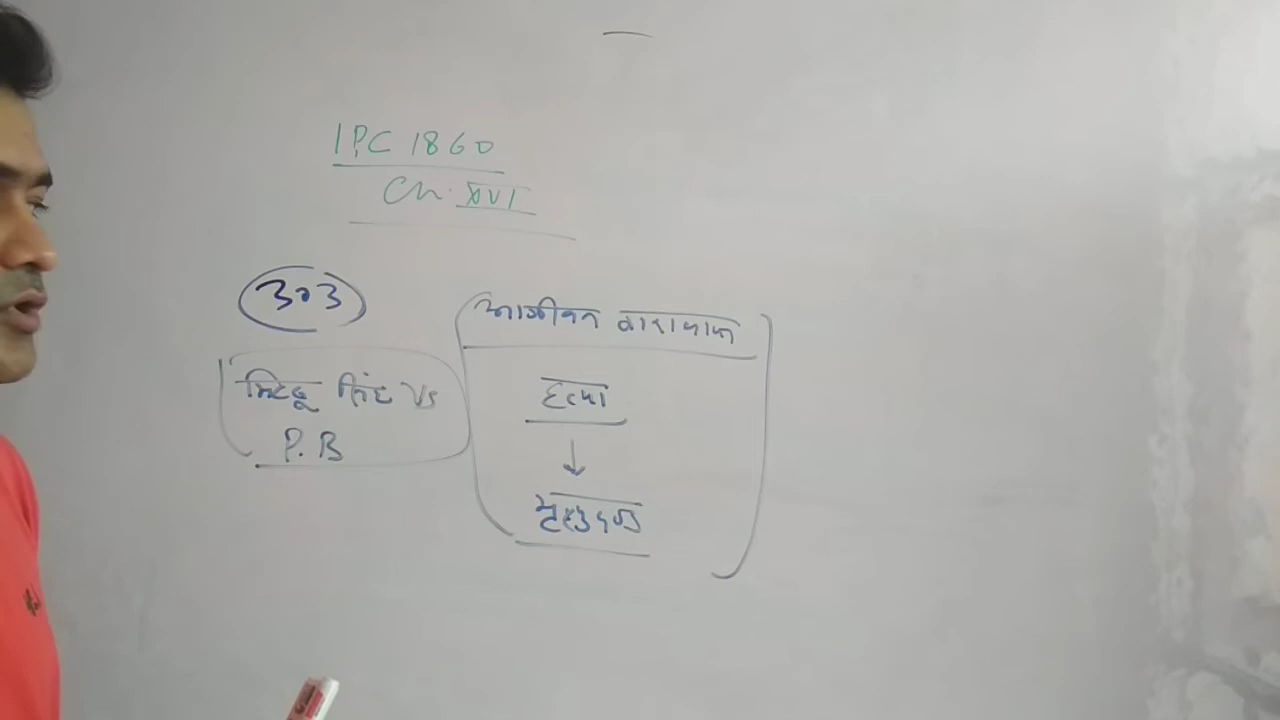 IPC 1860
Ch. XVI
303
आजीवन कारावास
मिट्ठू सिंह Vs
P.B
हत्या
मृत्युदण्ड